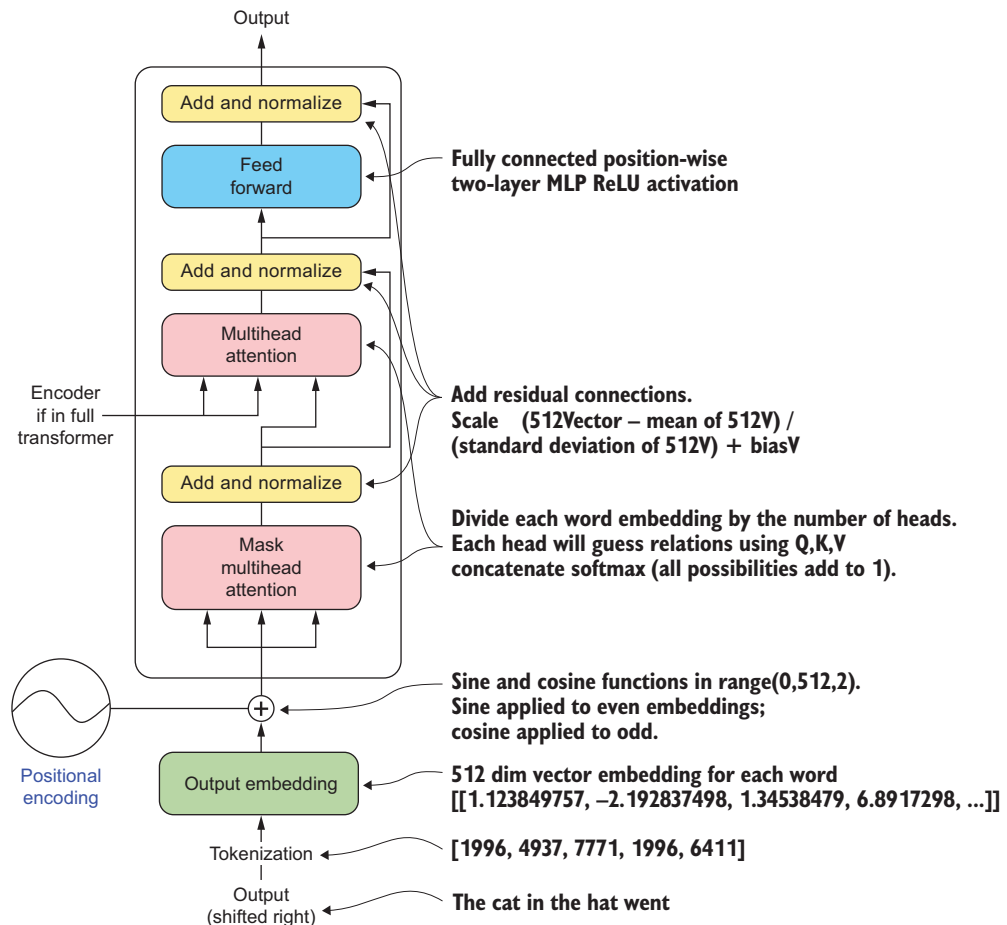 Output
Add and normalize
Feed
forward
Fully connected position-wise
two-layer MLP ReLU activation
Add and normalize
Multihead
attention
Encoder
if in full
transformer
Add residual connections.
Scale (512Vector – mean of 512V) /
(standard deviation of 512V) + biasV
Add and normalize
Mask
multihead
attention
Divide each word embedding by the number of heads.
Each head will guess relations using Q,K,V
concatenate softmax (all possibilities add to 1).
+
Sine and cosine functions in range(0,512,2).
Sine applied to even embeddings;
cosine applied to odd.
Positional
encoding
Output embedding
512 dim vector embedding for each word
[[1.123849757, –2.192837498, 1.34538479, 6.8917298, ...]]
Tokenization
[1996, 4937, 7771, 1996, 6411]
Output
(shifted right)
The cat in the hat went